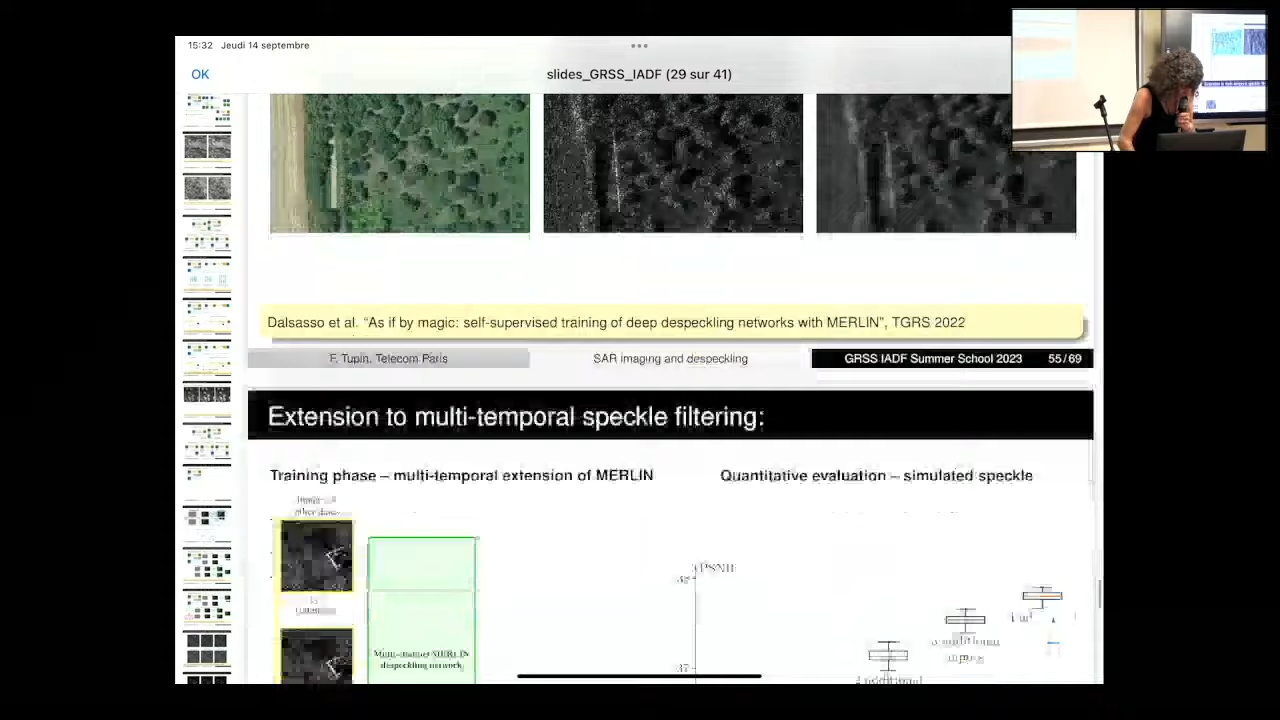 15:32 Jeudi 14 septembre
OK
slides_GRSS_IADF (29 sur 41)
Dalsasso et al. “As if by magic: self-supervised training of deep despeckling networks with MERLIN”, TGRS 2022
F. Tupin, Telecom Paris
SAR imaging and despeckling
GRSS IADF Summer School 2023 55/69
Extension to multi-temporal speckle filtering:
Training phase – multi-temporal extension of MERLIN
Quantitative evaluation – simulated speckle
PSNR
37
despeckling network